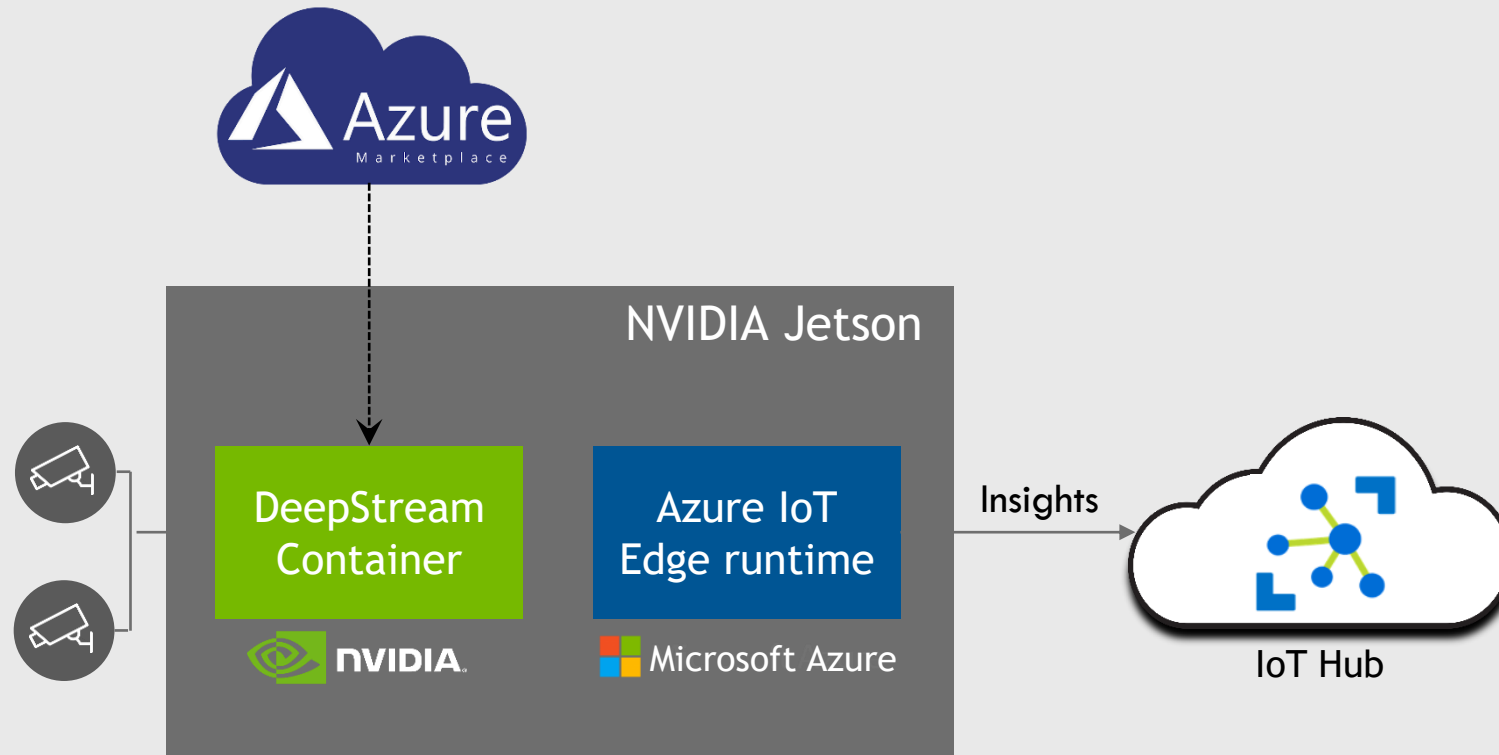 Azure
Marketplace
NVIDIA Jetson
DeepStream
Container
Azure IoT
Edge runtime
Insights
NVIDIA.
Microsoft Azure
IoT Hub